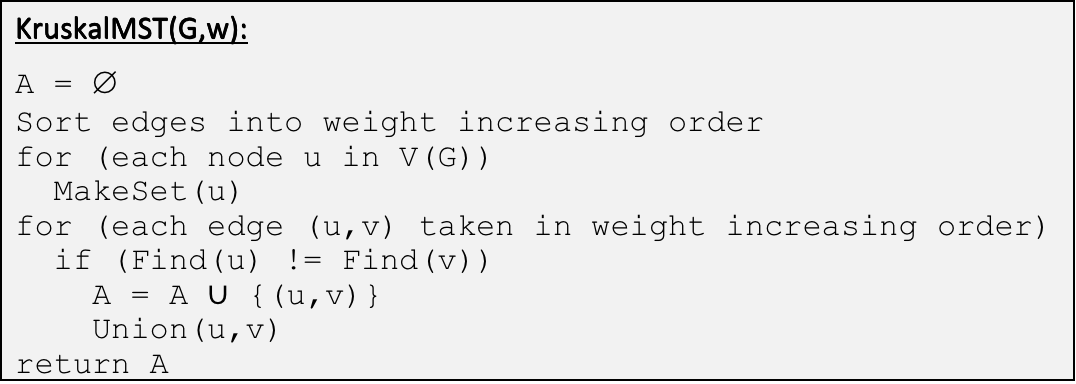 KruskalMST(G,w):
A = ∅
Sort edges into weight increasing order
for (each node u in V(G))
  MakeSet(u)
for (each edge (u,v) taken in weight increasing order)
  if (Find(u) != Find(v))
    A = A ∪ {(u,v)}
    Union(u,v)
return A